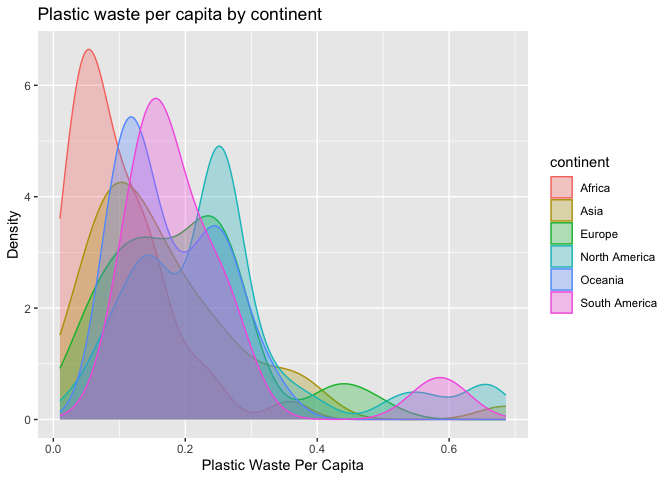 Plastic waste per capita by continent
6
4
2
0
Density
0.0 0.2 0.4 0.6
Plastic Waste Per Capita
continent
Africa
Asia
Europe
North America
Oceania
South America